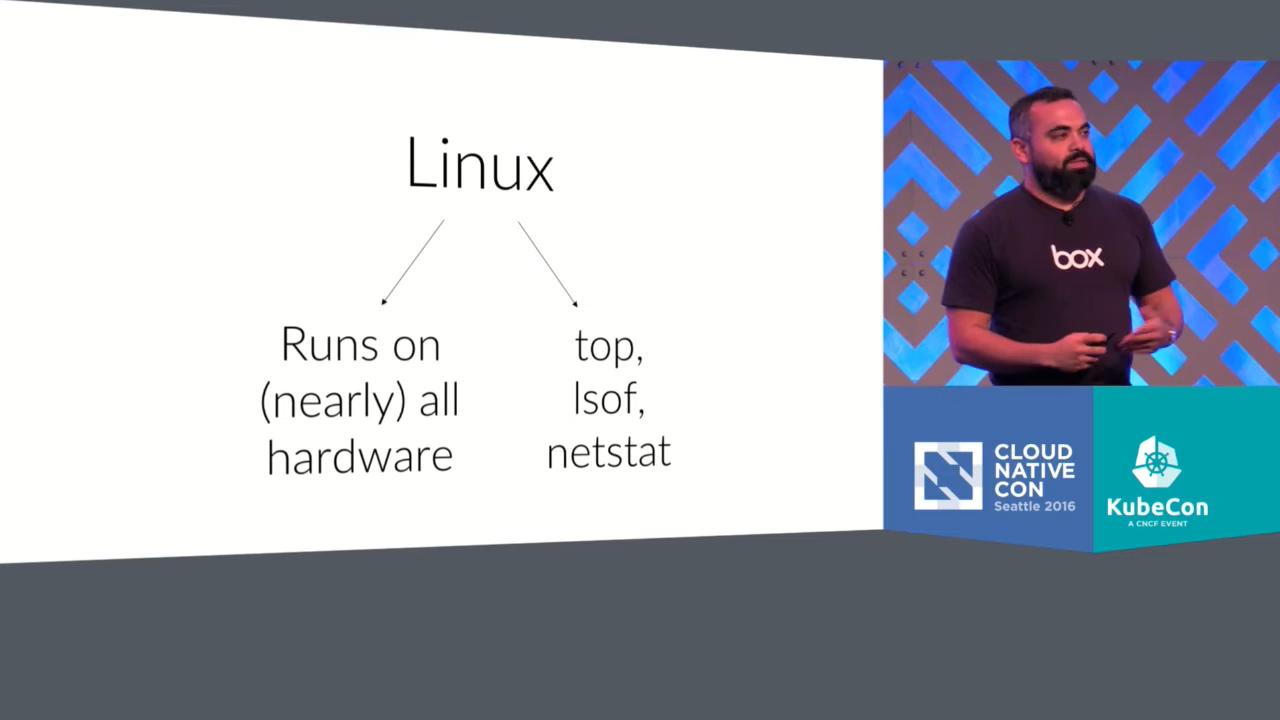 Linux
Runs on
(nearly) all
hardware
top,
lsof,
netstat
box
CLOUD
NATIVE
CON
Seattle 2016
KubeCon
A CNCF EVENT